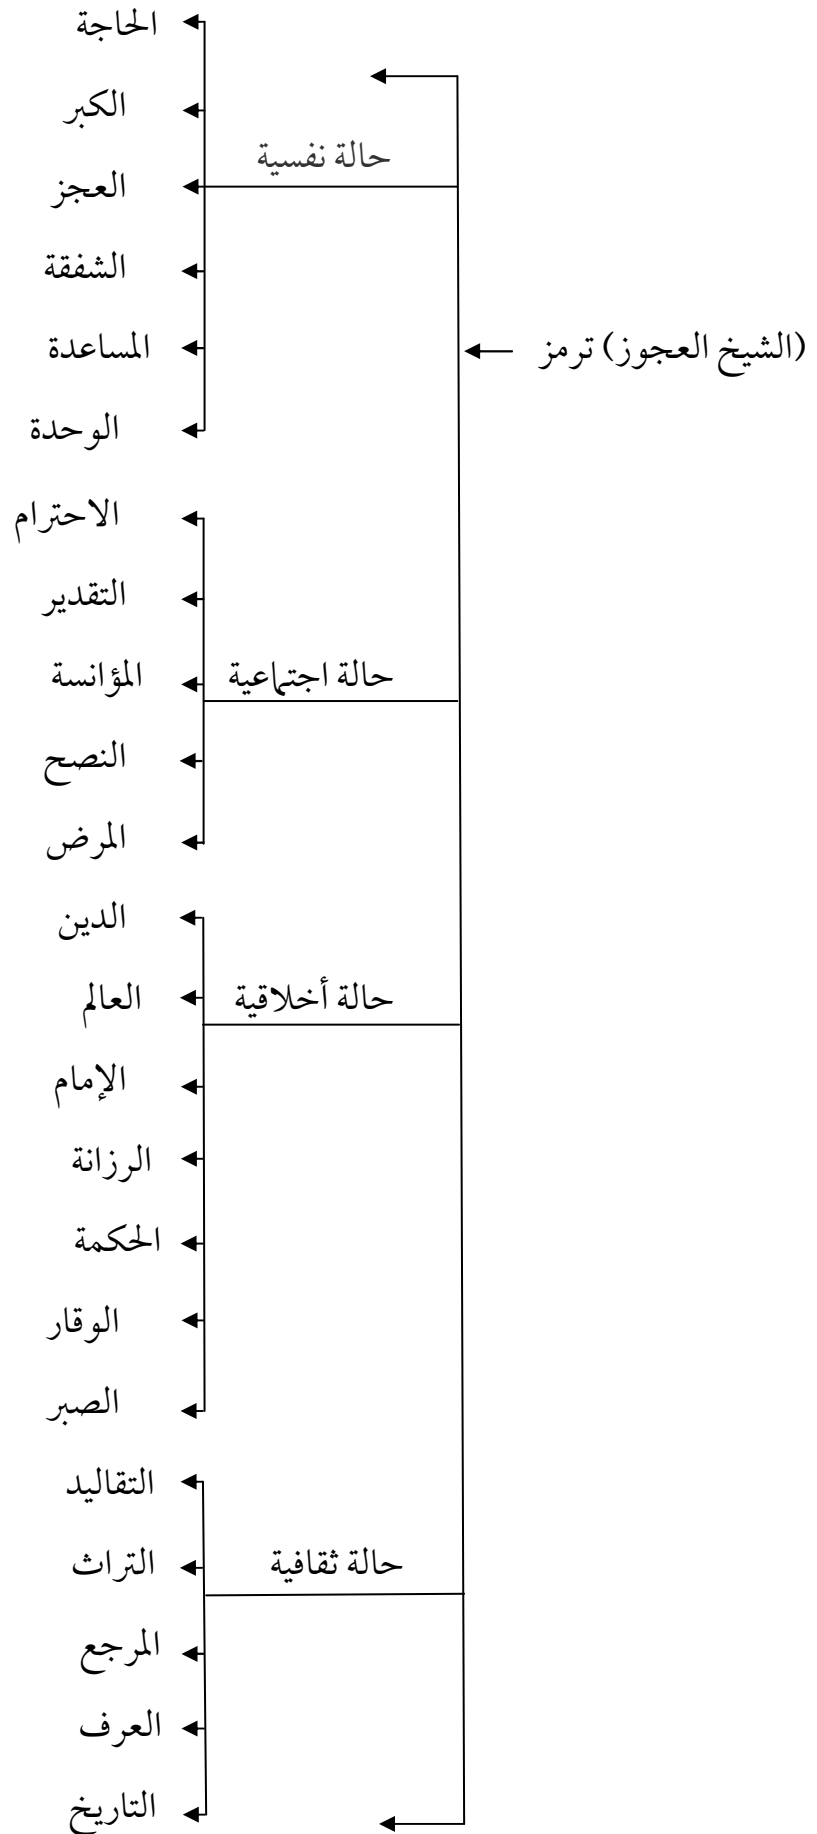 الحاجة
الكبر
حالة نفسية
العجز
الشفقة
(الشيخ العجوز) ترمز
المساعدة
الوحدة
الاحترام
التقدير
حالة اجتماعية
المؤانسة
النصح
المرض
الدين
حالة أخلاقية
العالم
الإمام
الرزانة
الحكمة
الوقار
الصبر
التقاليد
حالة ثقافية
التراث
المرجع
العرف
التاريخ